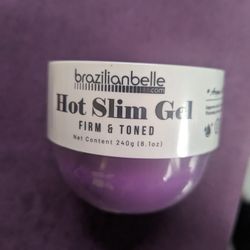 brazilianbelle
.com
Hot Slim Gel
FIRM & TONED
Net Content 240g (8.1oz)